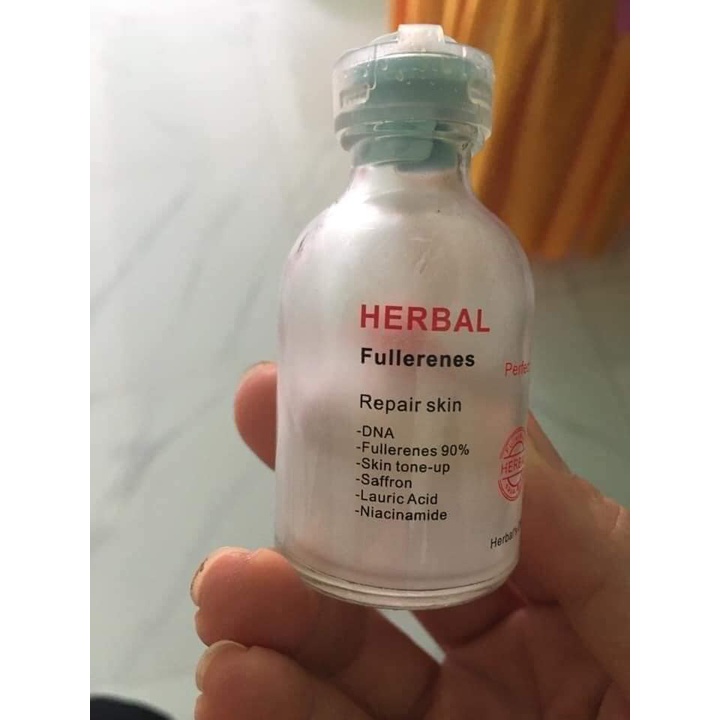 HERBAL
Fullerenes
Repair skin
-DNA
-Fullerenes 90%
-Skin tone-up
-Saffron
-Lauric Acid
-Niacinamide